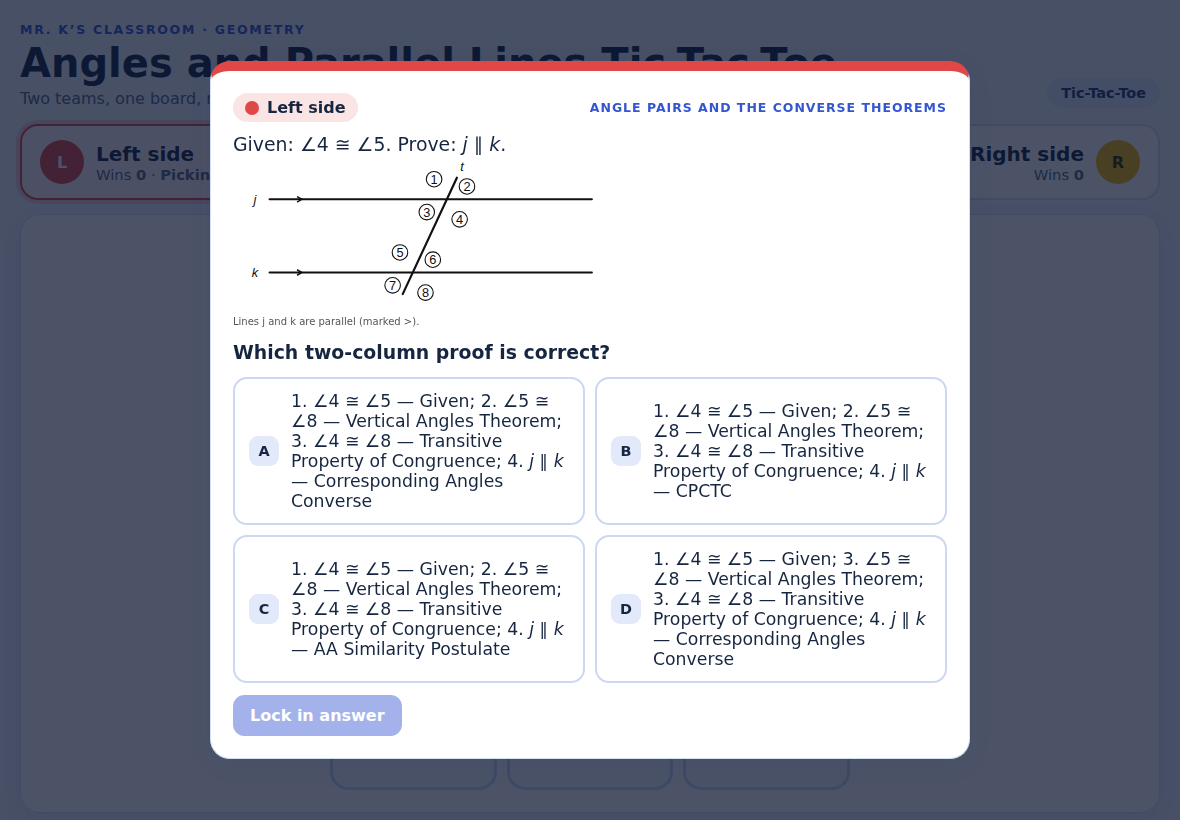 MR. K’S CLASSROOM · GEOMETRY
Angles and Parallel Lines Tic-Tac-Toe
Two teams, one board,
Tic-Tac-Toe
L
Left side
Wins 0 · Pickin
Right side
Wins 0
R
Left side
ANGLE PAIRS AND THE CONVERSE THEOREMS
Given: ∠4 ≅ ∠5. Prove: j ∥ k.
t
1
2
j
3
4
5
6
k
7
8
Lines j and k are parallel (marked >).
Which two-column proof is correct?
A
1. ∠4 ≅ ∠5 — Given; 2. ∠5 ≅
∠8 — Vertical Angles Theorem;
3. ∠4 ≅ ∠8 — Transitive
Property of Congruence; 4. j ∥ k
— Corresponding Angles
Converse
B
1. ∠4 ≅ ∠5 — Given; 2. ∠5 ≅
∠8 — Vertical Angles Theorem;
3. ∠4 ≅ ∠8 — Transitive
Property of Congruence; 4. j ∥ k
— CPCTC
C
1. ∠4 ≅ ∠5 — Given; 2. ∠5 ≅
∠8 — Vertical Angles Theorem;
3. ∠4 ≅ ∠8 — Transitive
Property of Congruence; 4. j ∥ k
— AA Similarity Postulate
D
1. ∠4 ≅ ∠5 — Given; 3. ∠5 ≅
∠8 — Vertical Angles Theorem;
3. ∠4 ≅ ∠8 — Transitive
Property of Congruence; 4. j ∥ k
— Corresponding Angles
Converse
Lock in answer